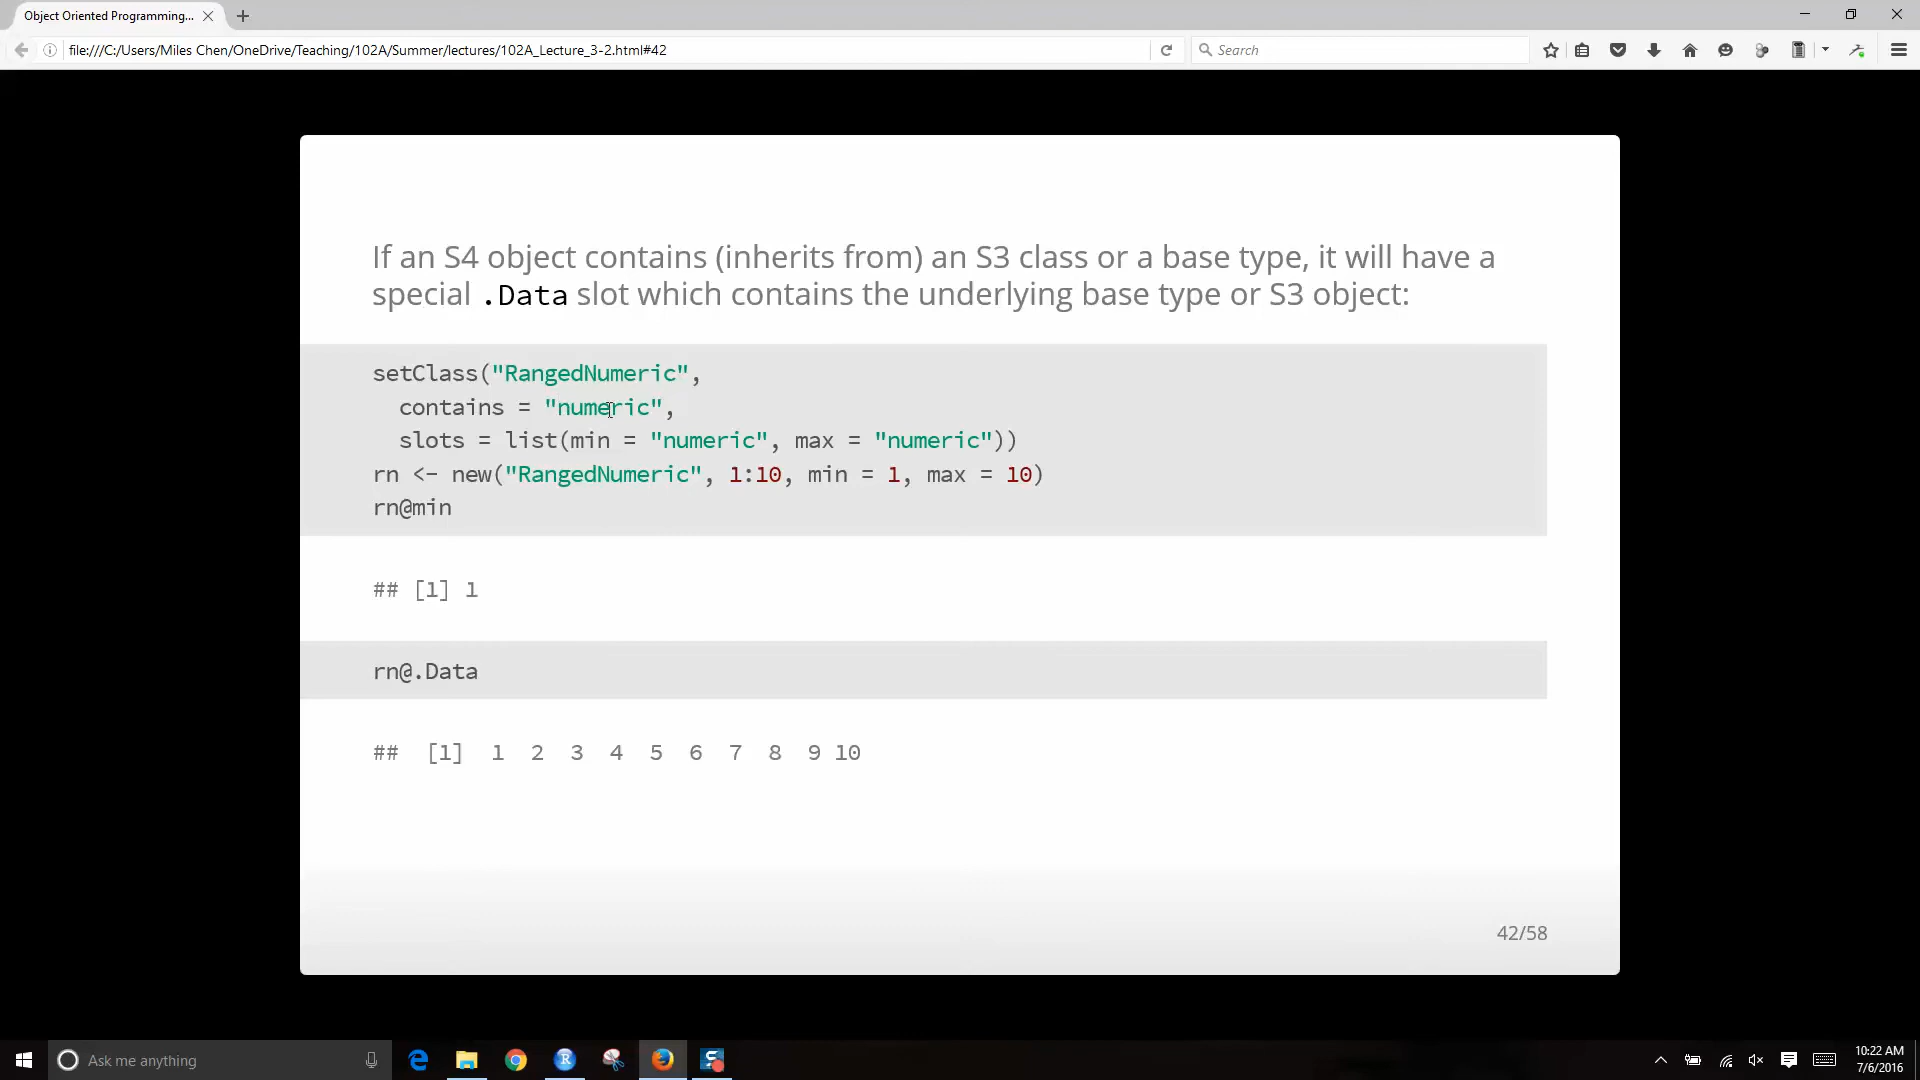 Object Oriented Programming...
file:///C:/Users/Miles Chen/OneDrive/Teaching/102A/Summer/lectures/102A_Lecture_3-2.html#42
Search
If an S4 object contains (inherits from) an S3 class or a base type, it will have a
special .Data slot which contains the underlying base type or S3 object:
setClass("RangedNumeric",
  contains = "numeric",
  slots = list(min = "numeric", max = "numeric"))
rn <- new("RangedNumeric", 1:10, min = 1, max = 10)
rn@min
## [1] 1
rn@.Data
##  [1]  1  2  3  4  5  6  7  8  9 10
42/58
Ask me anything
10:22 AM
7/6/2016